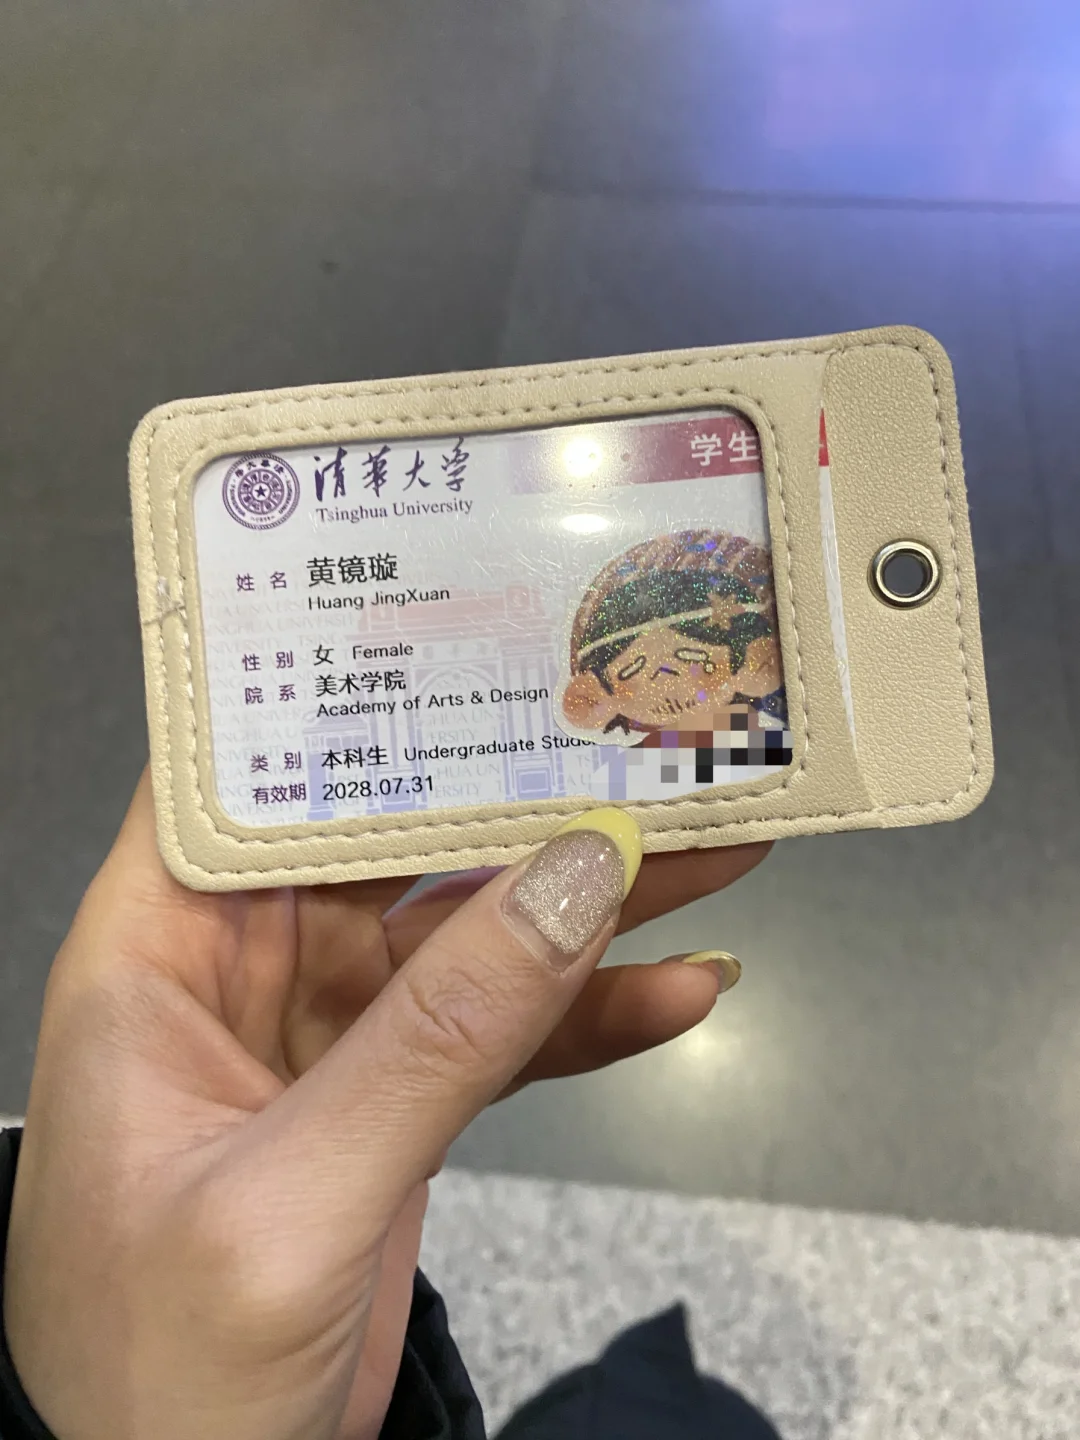 清华大学
Tsinghua University
学生
姓 名 黄镜璇
Huang JingXuan
性 别 女 Female
院 系 美术学院
Academy of Arts & Design
类 别 本科生 Undergraduate
有效期 2028.07.31